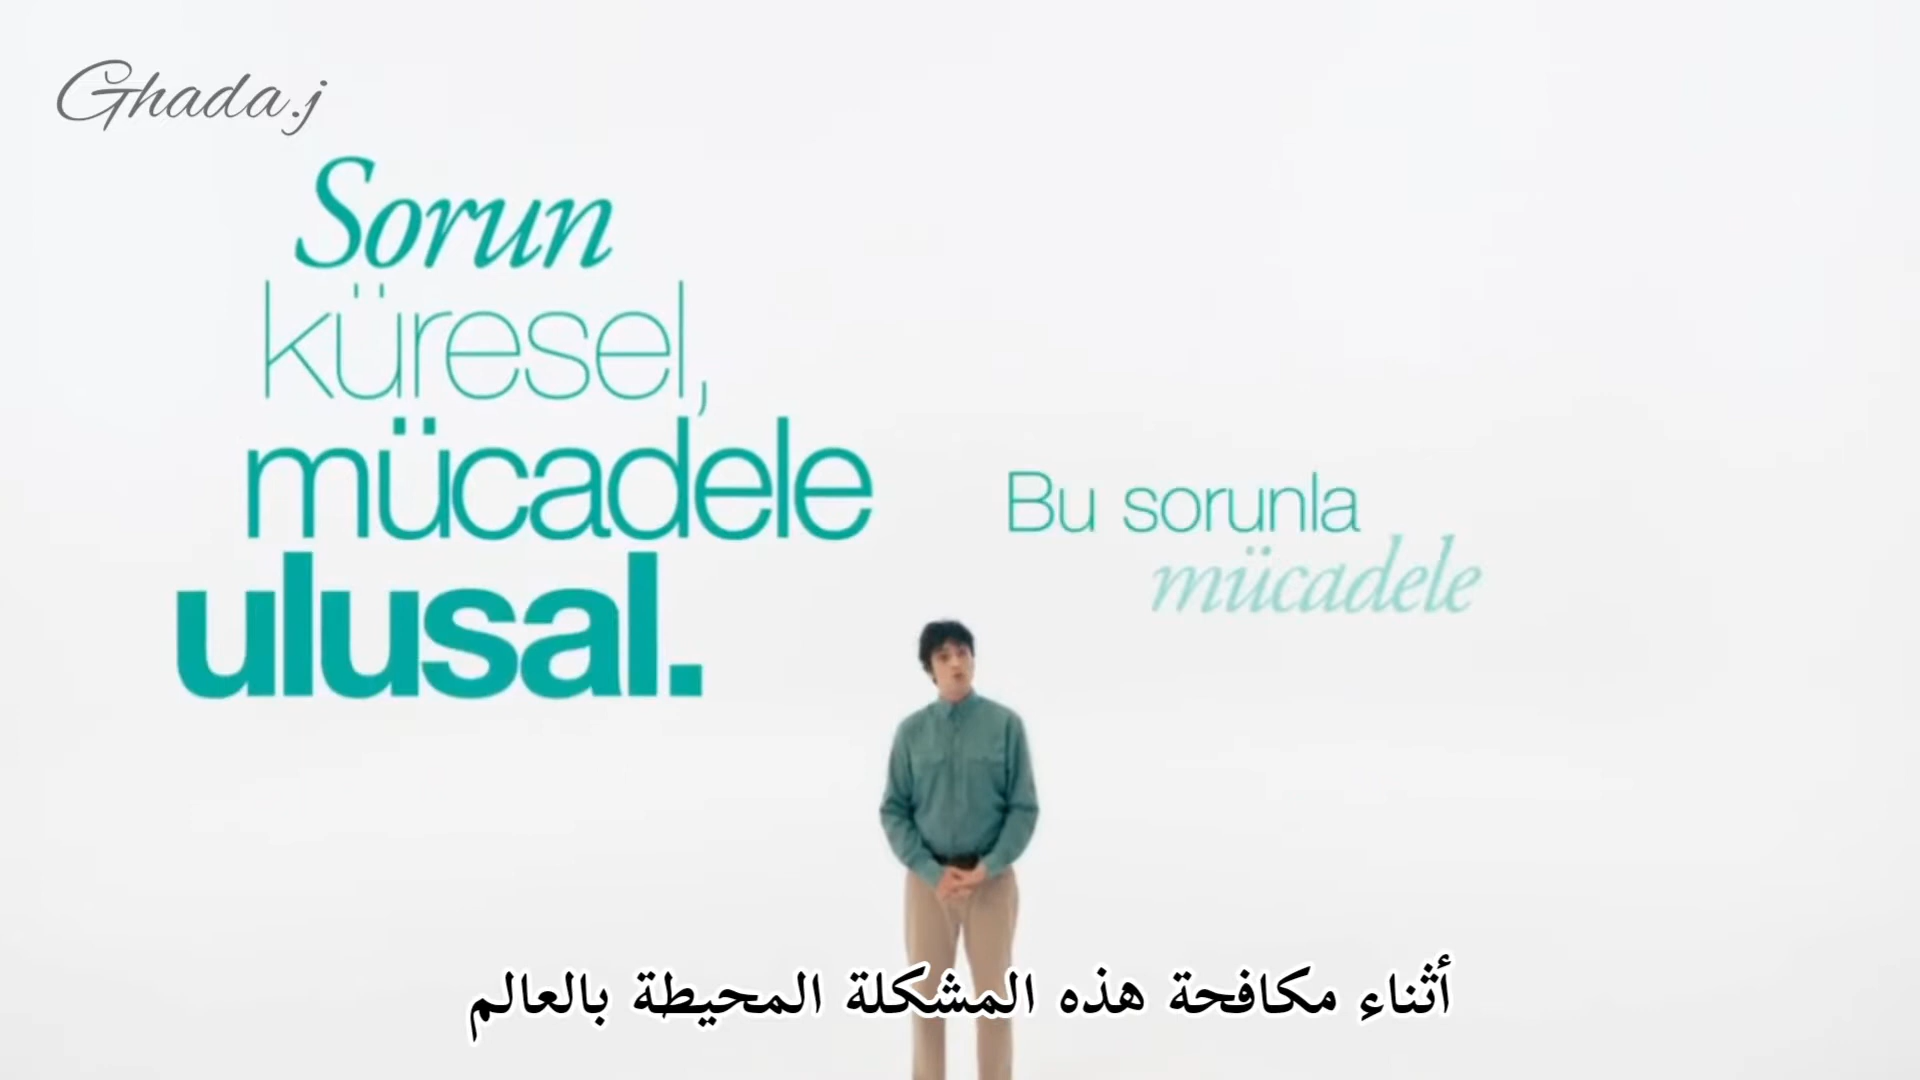 Ghada.j
Sorun
küresel,
mücadele
ulusal.
Bu sorunla
mücadele
أثناء مكافحة هذه المشكلة المحيطة بالعالم